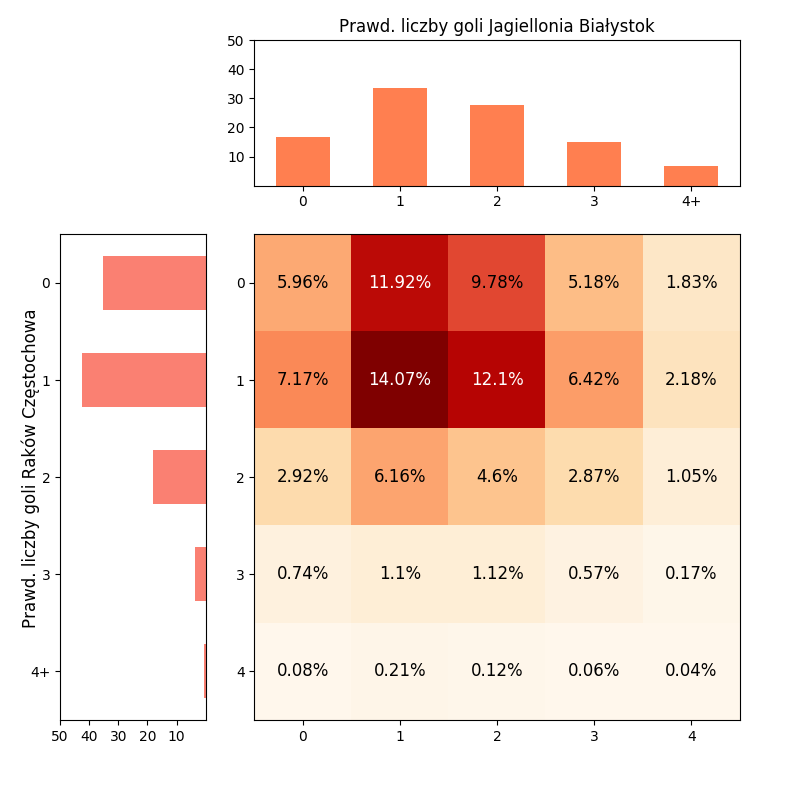 Prawd. liczby goli Jagiellonia Białystok
50
40
30
20
10
0 1 2 3 4+
Prawd. liczby goli Raków Częstochowa
0
1
2
3
4+
50 40 30 20 10
0 5.96% 11.92% 9.78% 5.18% 1.83%
1 7.17% 14.07% 12.1% 6.42% 2.18%
2 2.92% 6.16% 4.6% 2.87% 1.05%
3 0.74% 1.1% 1.12% 0.57% 0.17%
4 0.08% 0.21% 0.12% 0.06% 0.04%
0 1 2 3 4